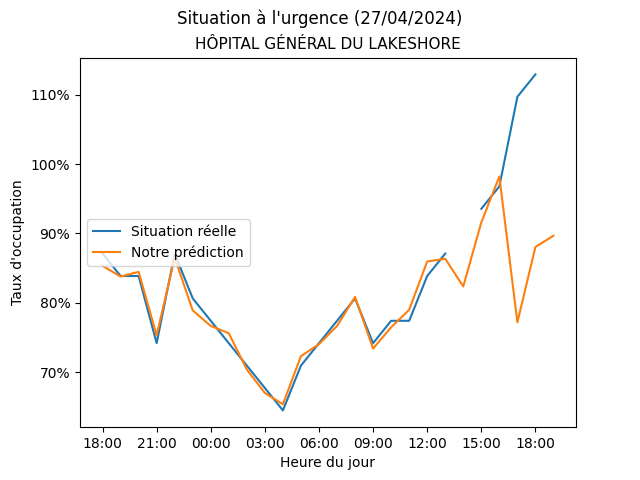 Situation à l'urgence (27/04/2024)
HÔPITAL GÉNÉRAL DU LAKESHORE
110%
100%
90%
80%
70%
Taux d'occupation
Situation réelle
Notre prédiction
18:00 21:00 00:00 03:00 06:00 09:00 12:00 15:00 18:00
Heure du jour